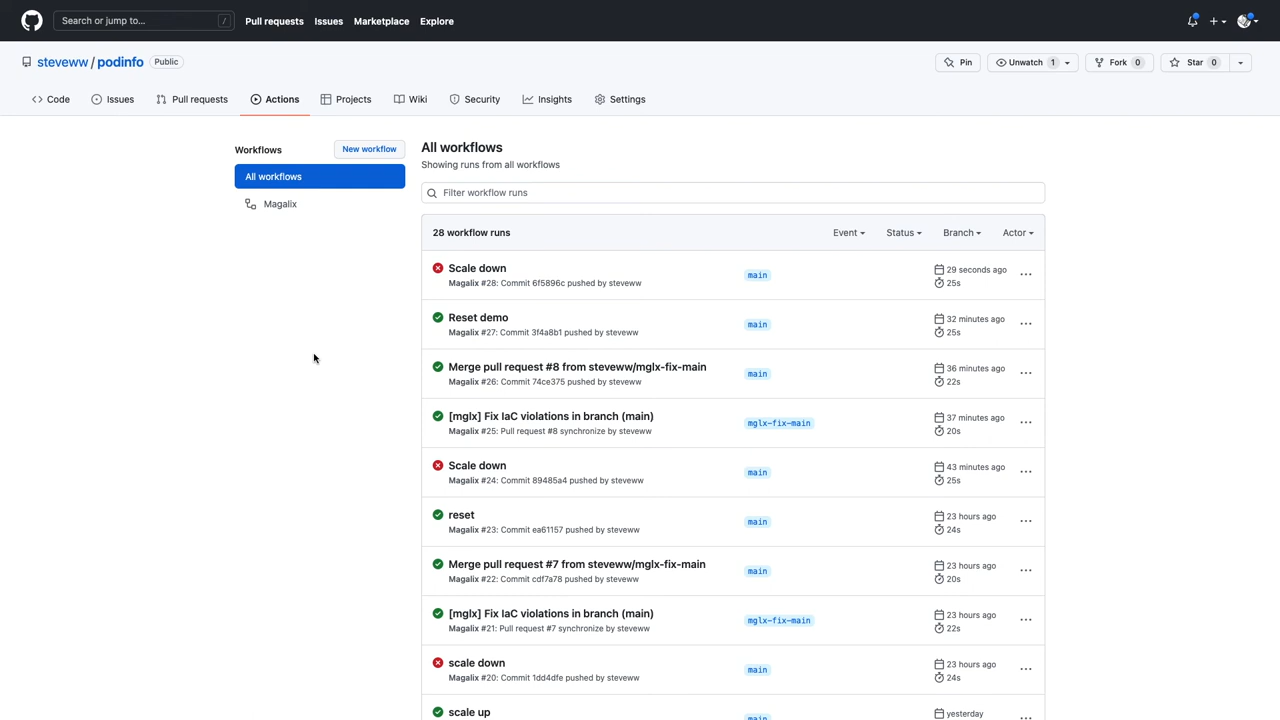 Search or jump to... /
Pull requests Issues Marketplace Explore
steveww / podinfo Public
Pin Unwatch 1 Fork 0 Star 0
Code Issues Pull requests Actions Projects Wiki Security Insights Settings
Workflows New workflow
All workflows
Magalix
All workflows
Showing runs from all workflows
Filter workflow runs
28 workflow runs Event Status Branch Actor
Scale down
Magalix #28: Commit 6f5896c pushed by steveww
main
29 seconds ago
25s
Reset demo
Magalix #27: Commit 3f4a8b1 pushed by steveww
main
32 minutes ago
25s
Merge pull request #8 from steveww/mglx-fix-main
Magalix #26: Commit 74ce375 pushed by steveww
main
36 minutes ago
22s
[mglx] Fix IaC violations in branch (main)
Magalix #25: Pull request #8 synchronize by steveww
mglx-fix-main
37 minutes ago
20s
Scale down
Magalix #24: Commit 89485a4 pushed by steveww
main
43 minutes ago
25s
reset
Magalix #23: Commit ea61157 pushed by steveww
main
23 hours ago
24s
Merge pull request #7 from steveww/mglx-fix-main
Magalix #22: Commit cdf7a78 pushed by steveww
main
23 hours ago
20s
[mglx] Fix IaC violations in branch (main)
Magalix #21: Pull request #7 synchronize by steveww
mglx-fix-main
23 hours ago
22s
scale down
Magalix #20: Commit 1dd4dfe pushed by steveww
main
23 hours ago
24s
scale up
main
yesterday